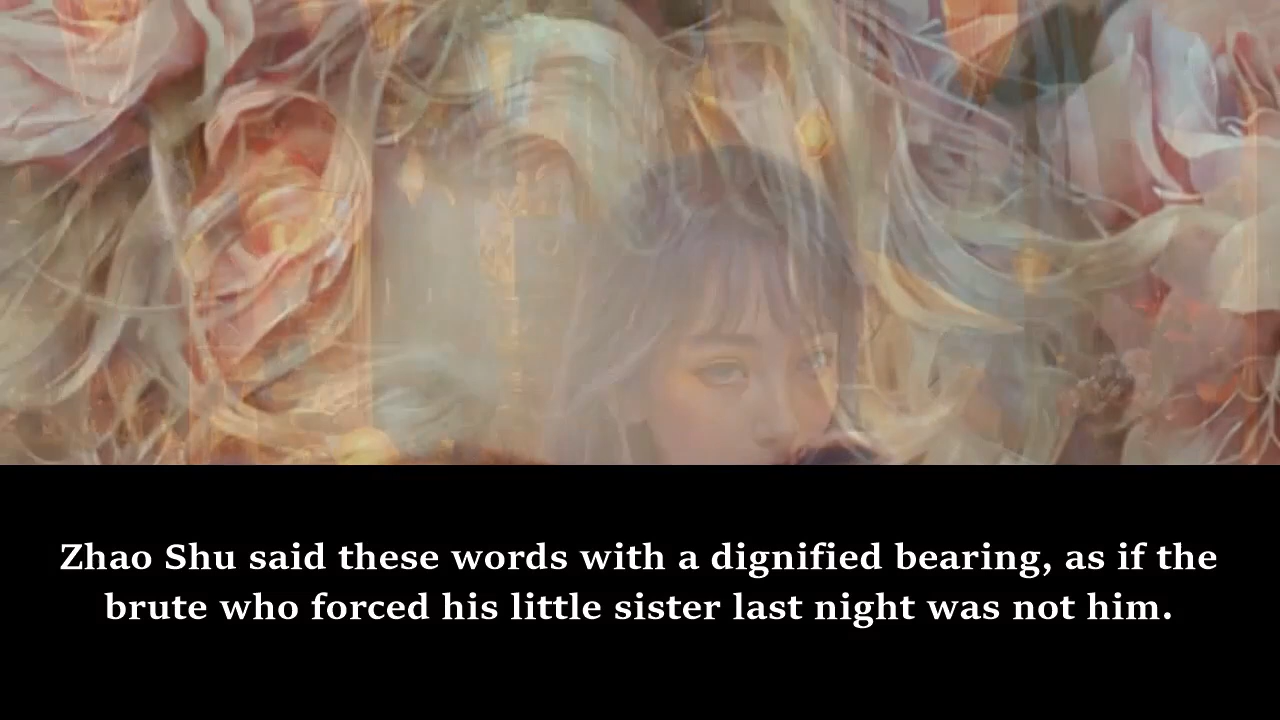 Zhao Shu said these words with a dignified bearing, as if the
brute who forced his little sister last night was not him.